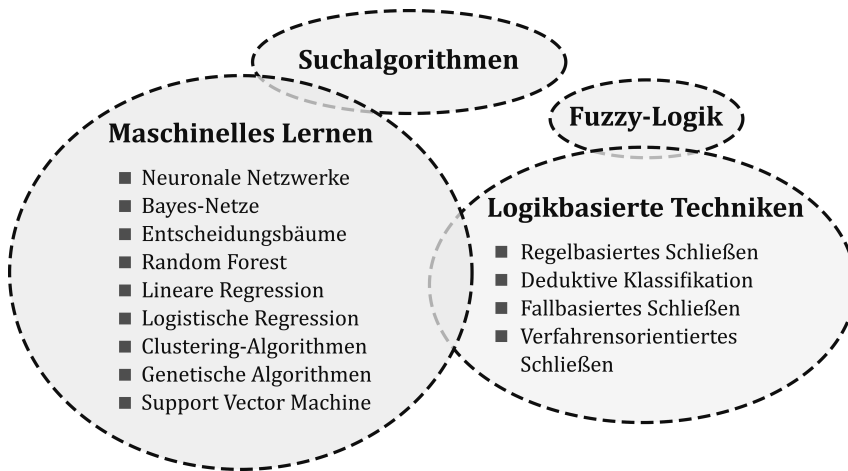 Suchalgorithmen
Fuzzy-Logik
Maschinelles Lernen
Neuronale Netzwerke
Bayes-Netze
Entscheidungsbäume
Random Forest
Lineare Regression
Logistische Regression
Clustering-Algorithmen
Genetische Algorithmen
Support Vector Machine
Logikbasierte Techniken
Regelbasiertes Schließen
Deduktive Klassifikation
Fallbasiertes Schließen
Verfahrensorientiertes
Schließen